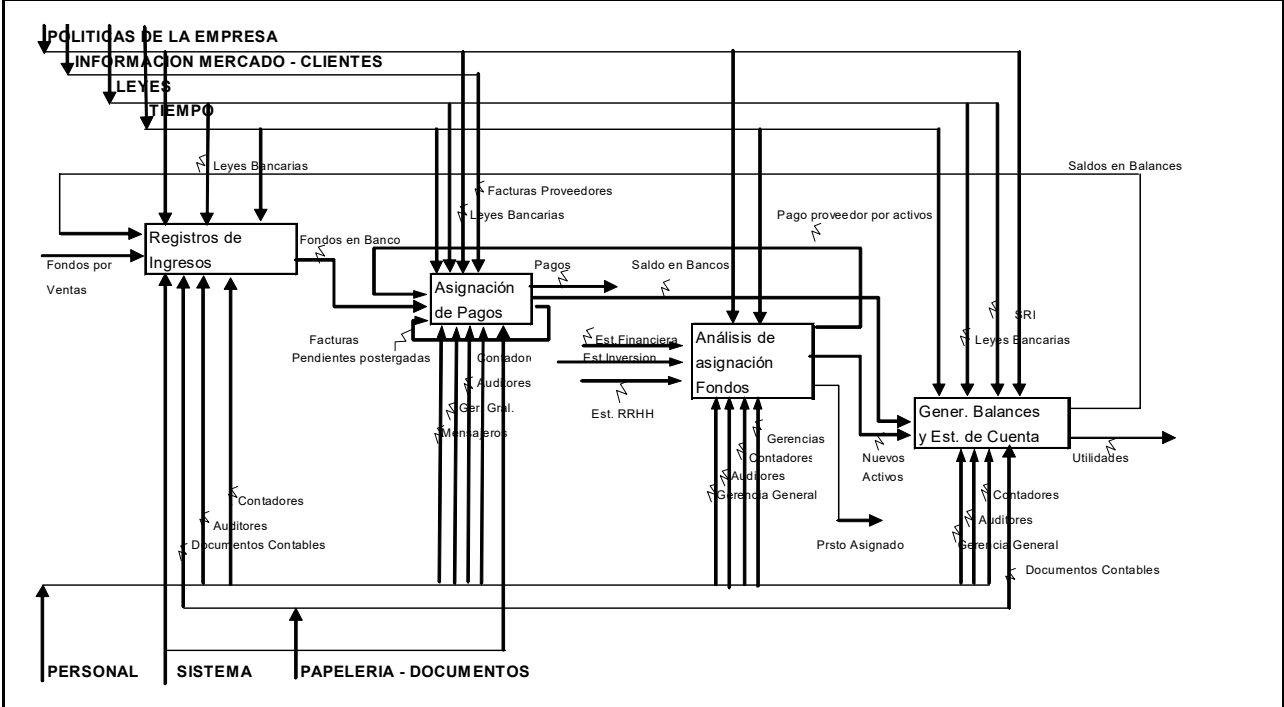 POLITICAS DE LA EMPRESA
INFORMACION MERCADO - CLIENTES
LEYES
TIEMPO
Leyes Bancarias
Saldos en Balances
Facturas Proveedores
Leyes Bancarias
Pago proveedor por activos
Registros de
Ingresos
Fondos en Banco
Fondos por
Ventas
Pagos
Saldo en Bancos
Asignación
de Pagos
SRI
Leyes Bancarias
Facturas
Pendientes postergadas
Est.Financiera
Est.Inversion
Est. RRHH
Análisis de
asignación
Fondos
Contador
Auditores
Ger. Gral.
Mensajeros
Gener. Balances
y Est. de Cuenta
Gerencias
Contadores
Auditores
Gerencia General
Nuevos
Activos
Utilidades
Contadores
Auditores
Documentos Contables
Contadores
Auditores
Gerencia General
Prsto Asignado
Documentos Contables
PERSONAL
SISTEMA
PAPELERIA - DOCUMENTOS